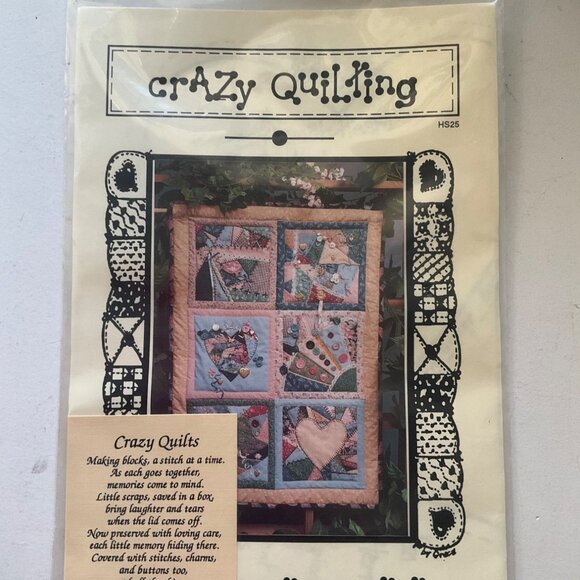 crAZy QuiLting
HS25
by Gness
Crazy Quilts
Making blocks, a stitch at a time.
As each goes together,
memories come to mind.
Little scraps, saved in a box,
bring laughter and tears
when the lid comes off.
Now preserved with loving care,
each little memory hiding there.
Covered with stitches, charms,
and buttons too,